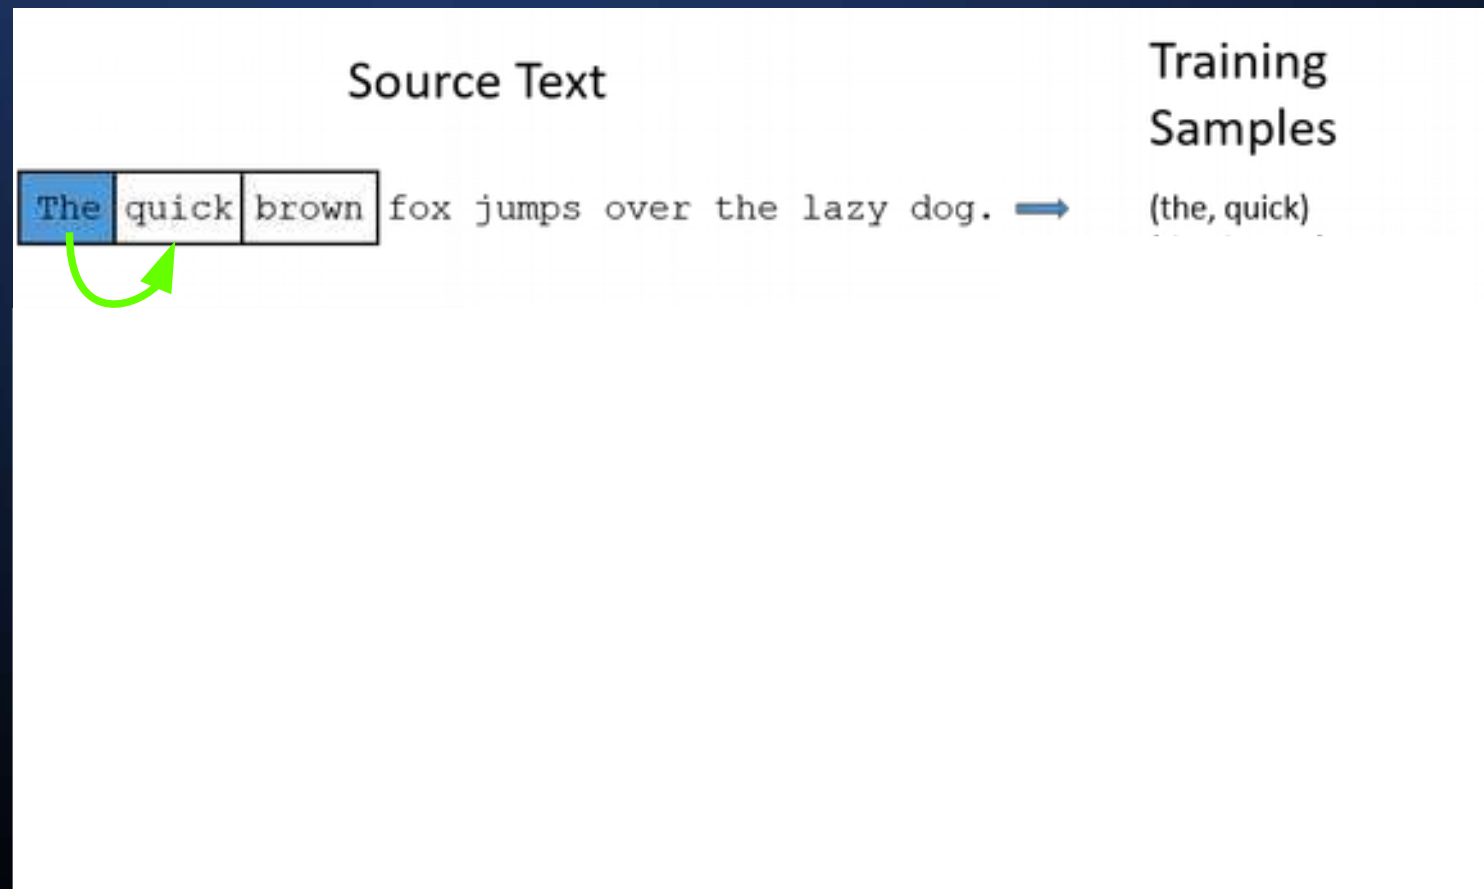 Source Text
Training
Samples
The quick brown fox jumps over the lazy dog.
(the, quick)